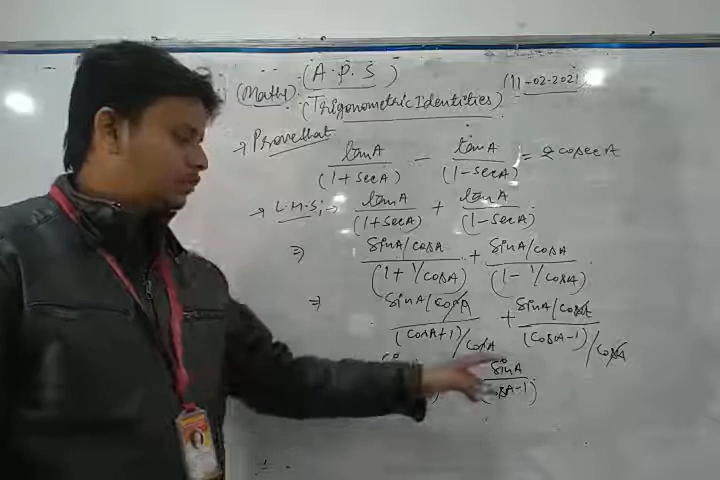 (Maths) (A.P.S) (11-02-2021
(Trigonometric Identities)
→ Prove that
tanA/(1+secA) − tanA/(1−secA) = 2cosecA
→ L.H.S; → tanA/(1+secA) + tanA/(1−secA)
⇒ sinA/cosA/(1+1/cosA) + sinA/cosA/(1−1/cosA)
⇒ sinA/cosA/(cosA+1)/cosA + sinA/cosA/(cosA−1)/cosA
sinA/(cosA−1)